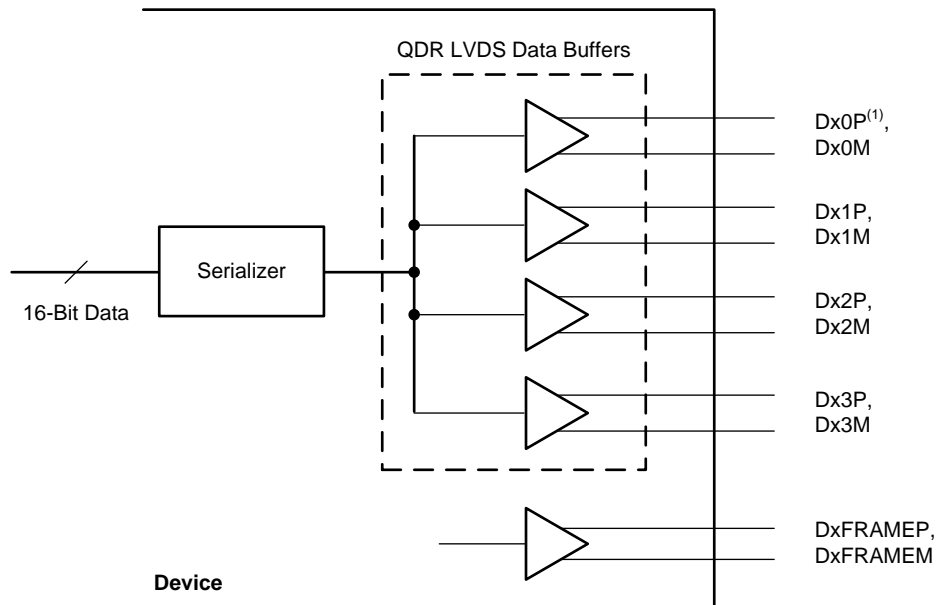 QDR LVDS Data Buffers
Dx0P(1),
Dx0M
Dx1P,
Dx1M
Serializer
16-Bit Data
Dx2P,
Dx2M
Dx3P,
Dx3M
DxFRAMEP,
DxFRAMEM
Device